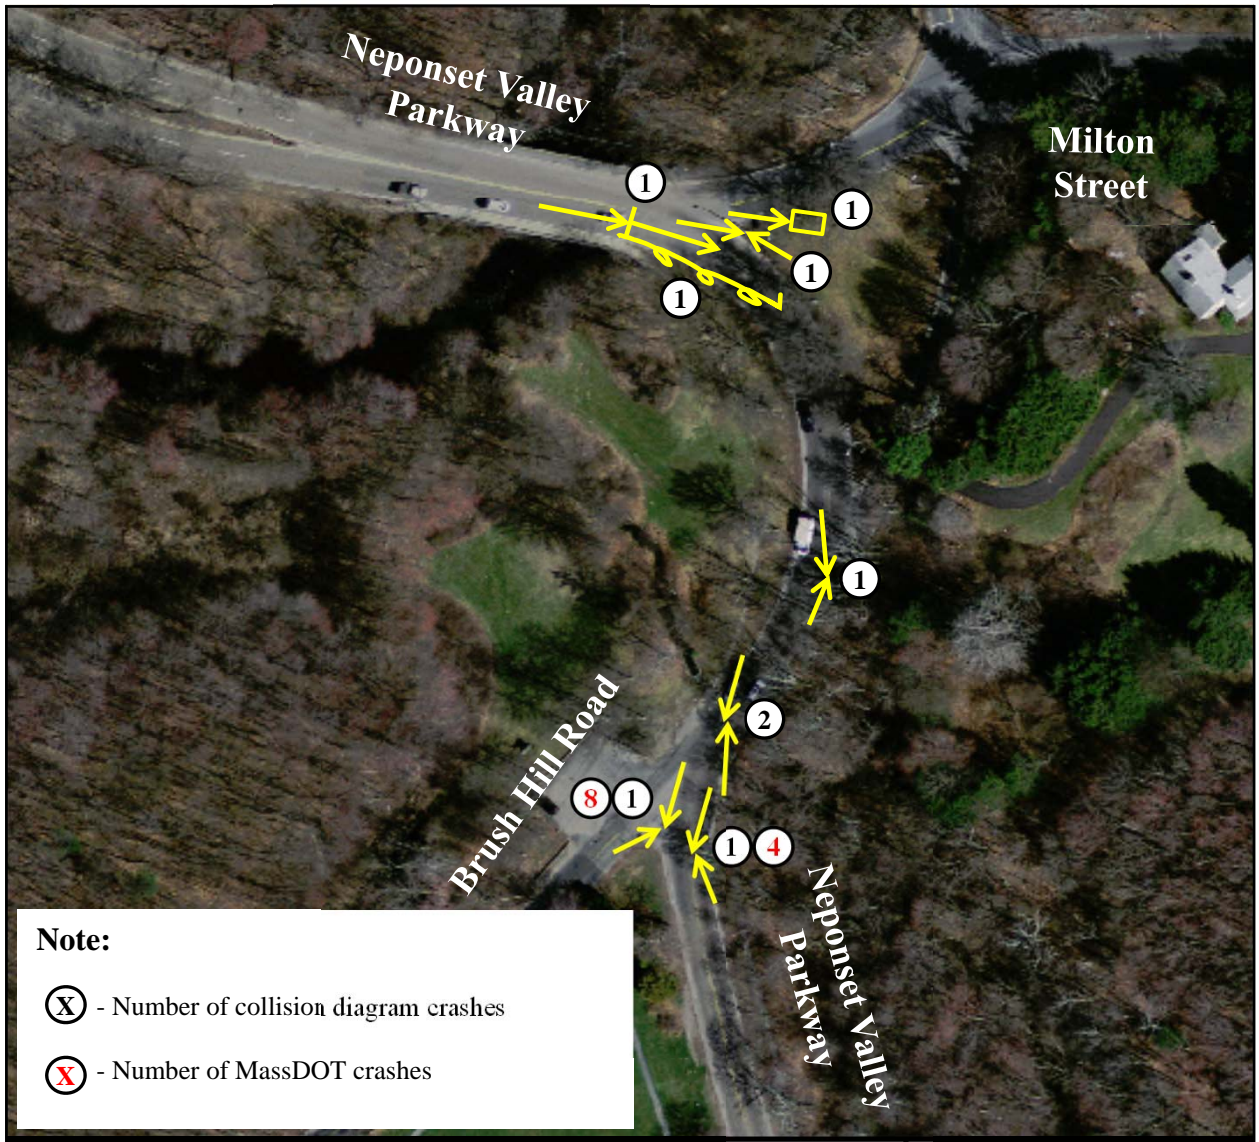 Neponset Valley
Parkway
Milton
Street
1
1
1
1
1
2
Brush Hill Road
8 1
1 4
Neponset Valley
Parkway
Note:
X - Number of collision diagram crashes
X - Number of MassDOT crashes